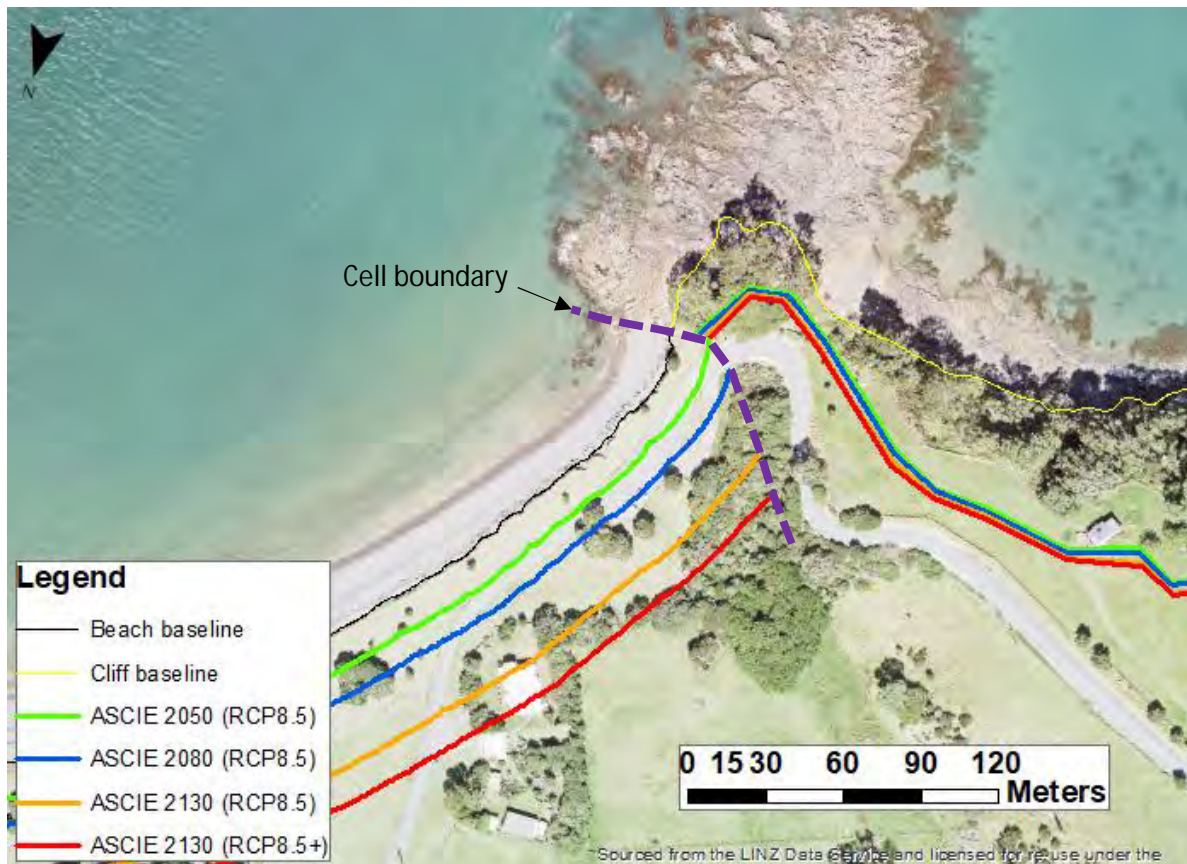 N
Cell boundary
Legend
Beach baseline
Cliff baseline
ASCIE 2050 (RCP8.5)
ASCIE 2080 (RCP8.5)
ASCIE 2130 (RCP8.5)
ASCIE 2130 (RCP8.5+)
0 15 30 60 90 120
Meters
Sourced from the LINZ Data Service and licensed for re-use under the